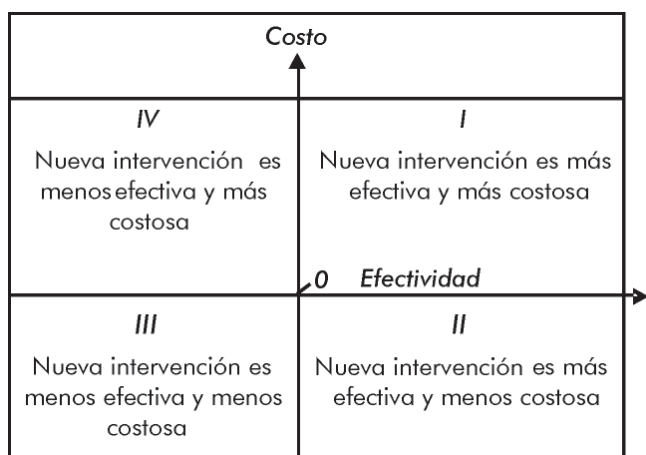 Costo
IV
Nueva intervención es
menos efectiva y más
costosa
I
Nueva intervención es más
efectiva y más costosa
0 Efectividad
III
Nueva intervención es
menos efectiva y menos
costosa
II
Nueva intervención es más
efectiva y menos costosa